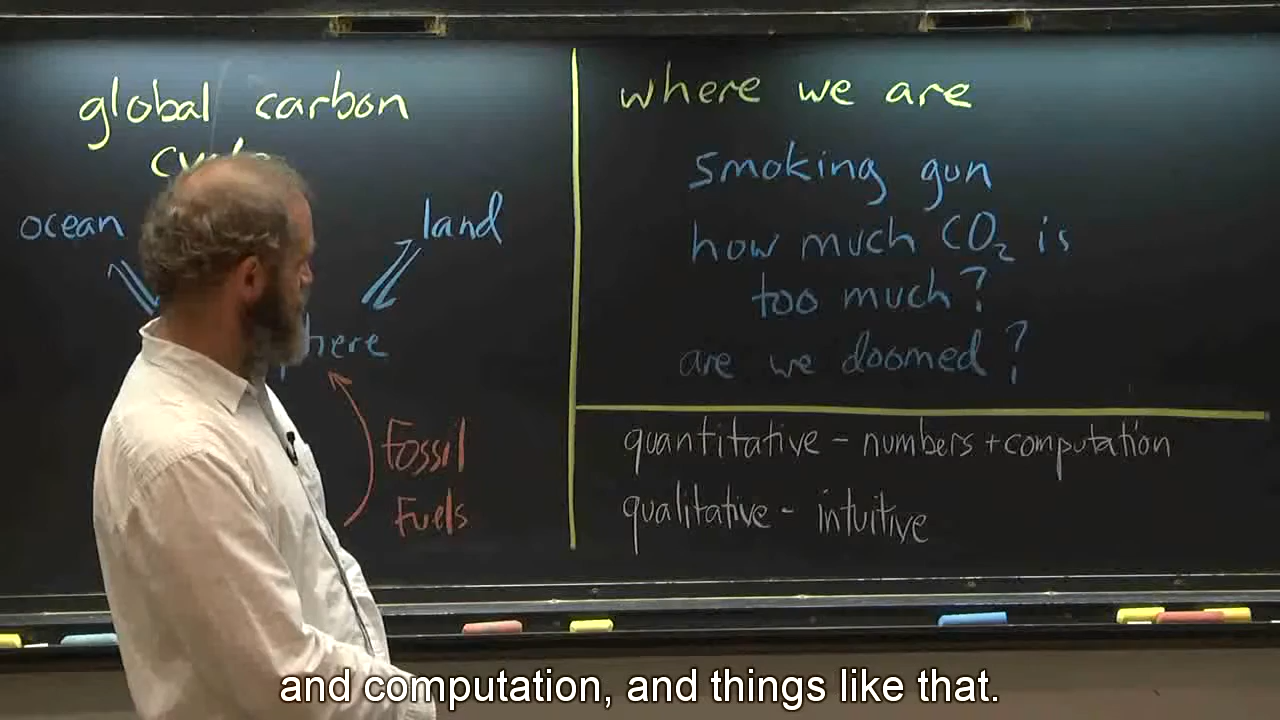 global carbon
ocean
land
here
Fossil
Fuels
where we are
smoking gun
how much CO₂ is
too much?
are we doomed?
quantitative - numbers + computation
qualitative - intuitive
and computation, and things like that.